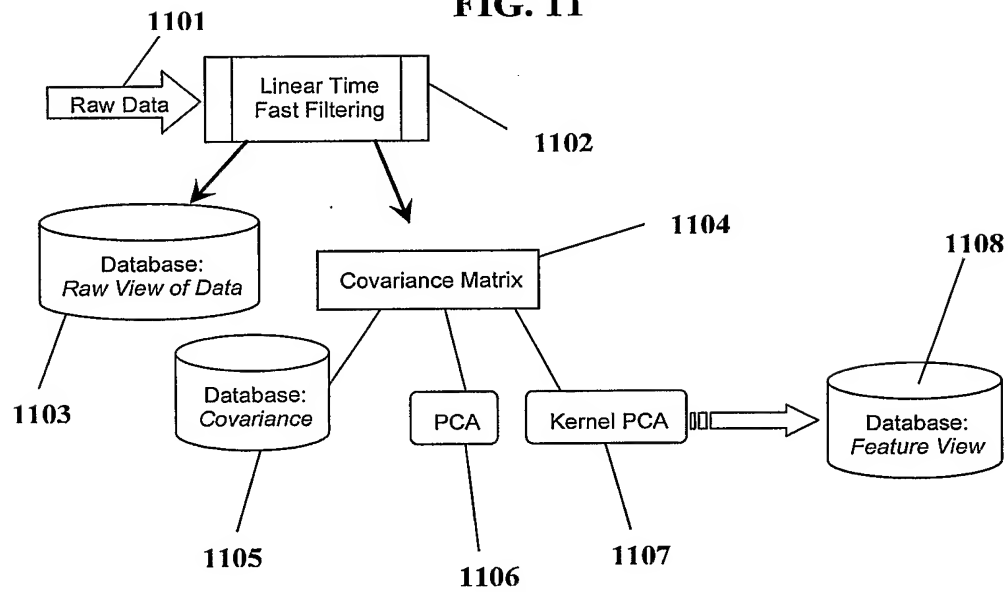 FIG. 11
1101
Raw Data
Linear Time
Fast Filtering
1102
1104
1108
Database:
Raw View of Data
Covariance Matrix
1103
Database:
Covariance
PCA
Kernel PCA
Database:
Feature View
1105
1106
1107